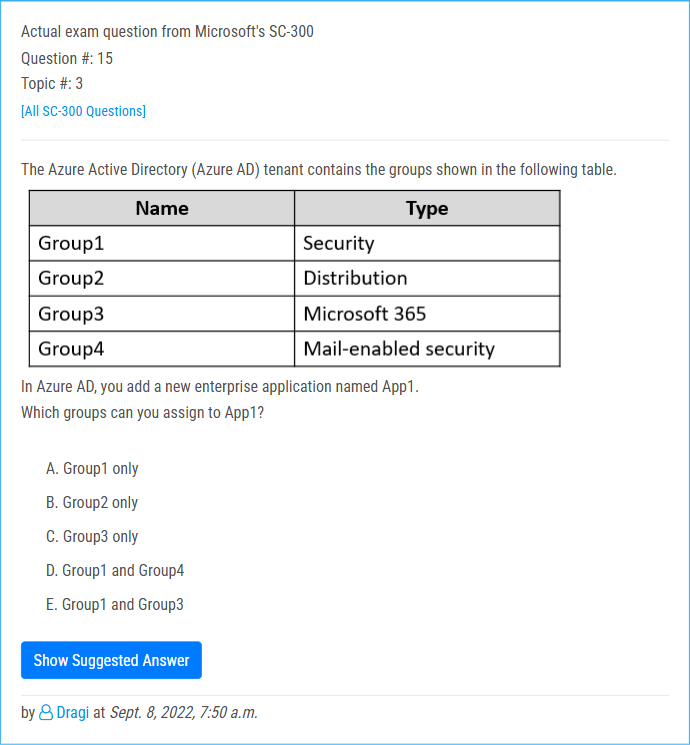 Actual exam question from Microsoft's SC-300
Question #: 15
Topic #: 3
[All SC-300 Questions]
The Azure Active Directory (Azure AD) tenant contains the groups shown in the following table.
Name Type
Group1 Security
Group2 Distribution
Group3 Microsoft 365
Group4 Mail-enabled security
In Azure AD, you add a new enterprise application named App1.
Which groups can you assign to App1?
A. Group1 only
B. Group2 only
C. Group3 only
D. Group1 and Group4
E. Group1 and Group3
Show Suggested Answer
by Dragi at Sept. 8, 2022, 7:50 a.m.